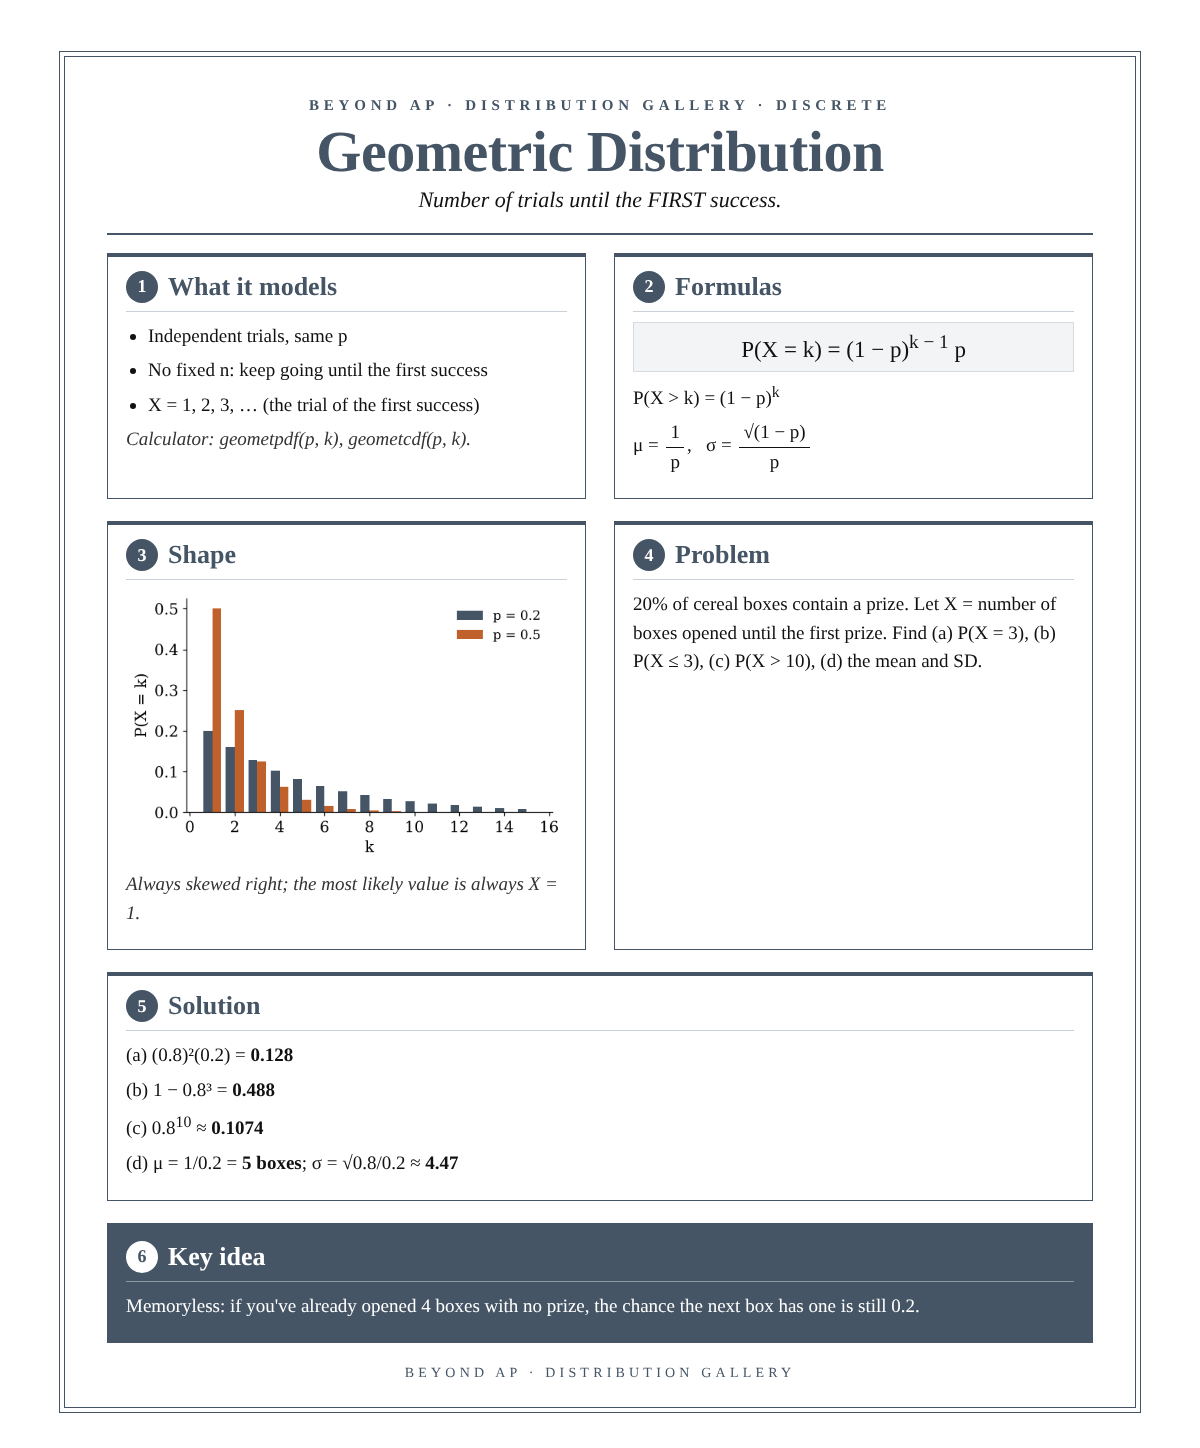 BEYOND AP · DISTRIBUTION GALLERY · DISCRETE
Geometric Distribution
Number of trials until the FIRST success.
1 What it models
• Independent trials, same p
• No fixed n: keep going until the first success
• X = 1, 2, 3, … (the trial of the first success)
Calculator: geometpdf(p, k), geometcdf(p, k).
2 Formulas
P(X = k) = (1 − p)^{k − 1} p
P(X > k) = (1 − p)^k
μ = 1/p, σ = √(1 − p)/p
3 Shape
P(X = k)
0.5
0.4
0.3
0.2
0.1
0.0
p = 0.2
p = 0.5
0 2 4 6 8 10 12 14 16
k
Always skewed right; the most likely value is always X =
1.
4 Problem
20% of cereal boxes contain a prize. Let X = number of
boxes opened until the first prize. Find (a) P(X = 3), (b)
P(X ≤ 3), (c) P(X > 10), (d) the mean and SD.
5 Solution
(a) (0.8)²(0.2) = 0.128
(b) 1 − 0.8³ = 0.488
(c) 0.8^{10} ≈ 0.1074
(d) μ = 1/0.2 = 5 boxes; σ = √0.8/0.2 ≈ 4.47
6 Key idea
Memoryless: if you've already opened 4 boxes with no prize, the chance the next box has one is still 0.2.
BEYOND AP · DISTRIBUTION GALLERY